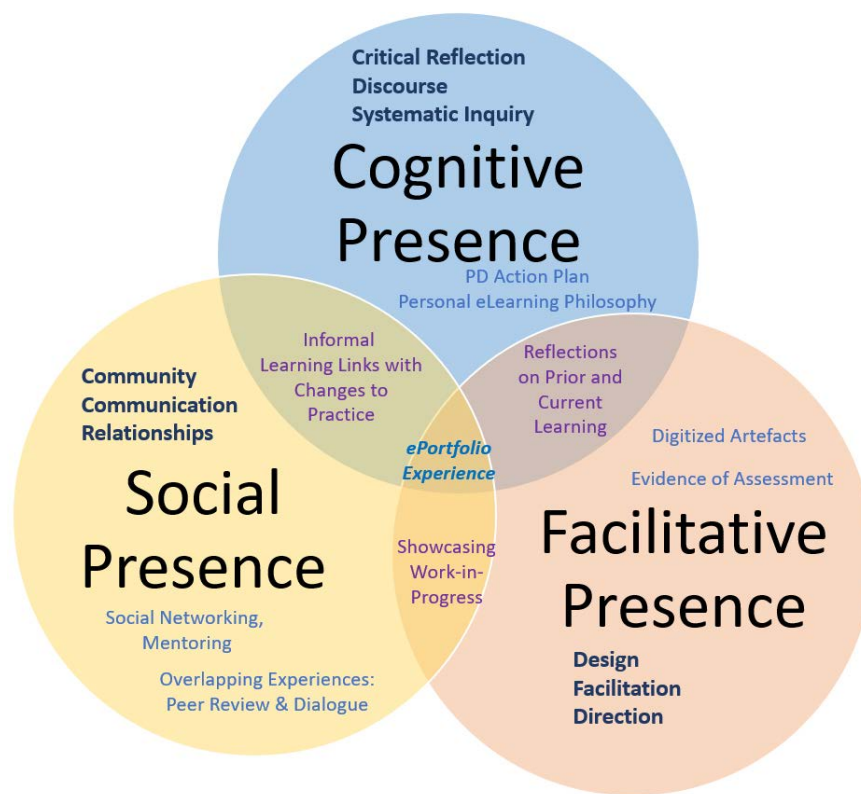 Critical Reflection
Discourse
Systematic Inquiry
Cognitive
Presence
PD Action Plan
Personal eLearning Philosophy
Informal
Learning Links with
Changes to
Practice
Reflections
on Prior and
Current
Learning
Community
Communication
Relationships
Social
Presence
Social Networking,
Mentoring
Overlapping Experiences:
Peer Review & Dialogue
ePortfolio
Experience
Showcasing
Work-in-
Progress
Digitized Artefacts
Evidence of Assessment
Facilitative
Presence
Design
Facilitation
Direction